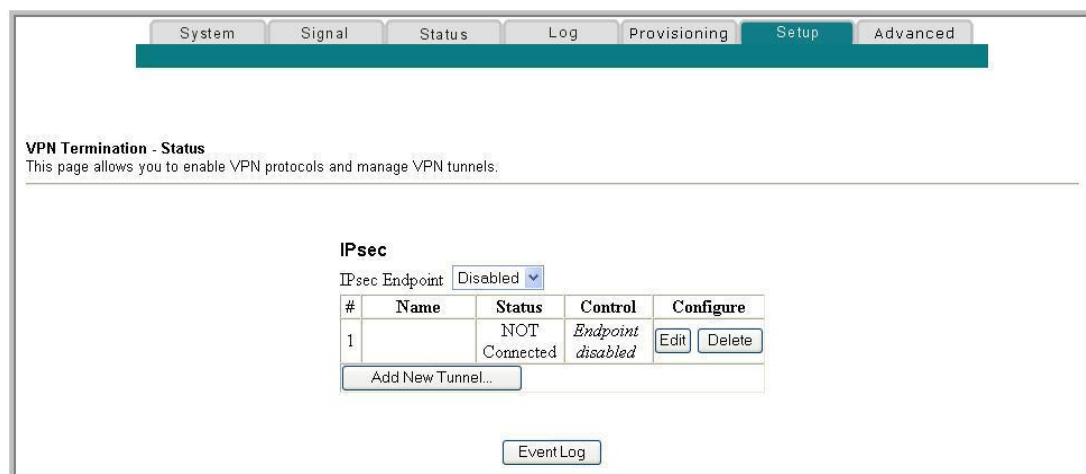 System Signal Status Log Provisioning Setup Advanced
VPN Termination - Status
This page allows you to enable VPN protocols and manage VPN tunnels.
IPsec
IPsec Endpoint Disabled
# Name Status Control Configure
1 NOT Connected Endpoint disabled Edit Delete
Add New Tunnel...
Event Log